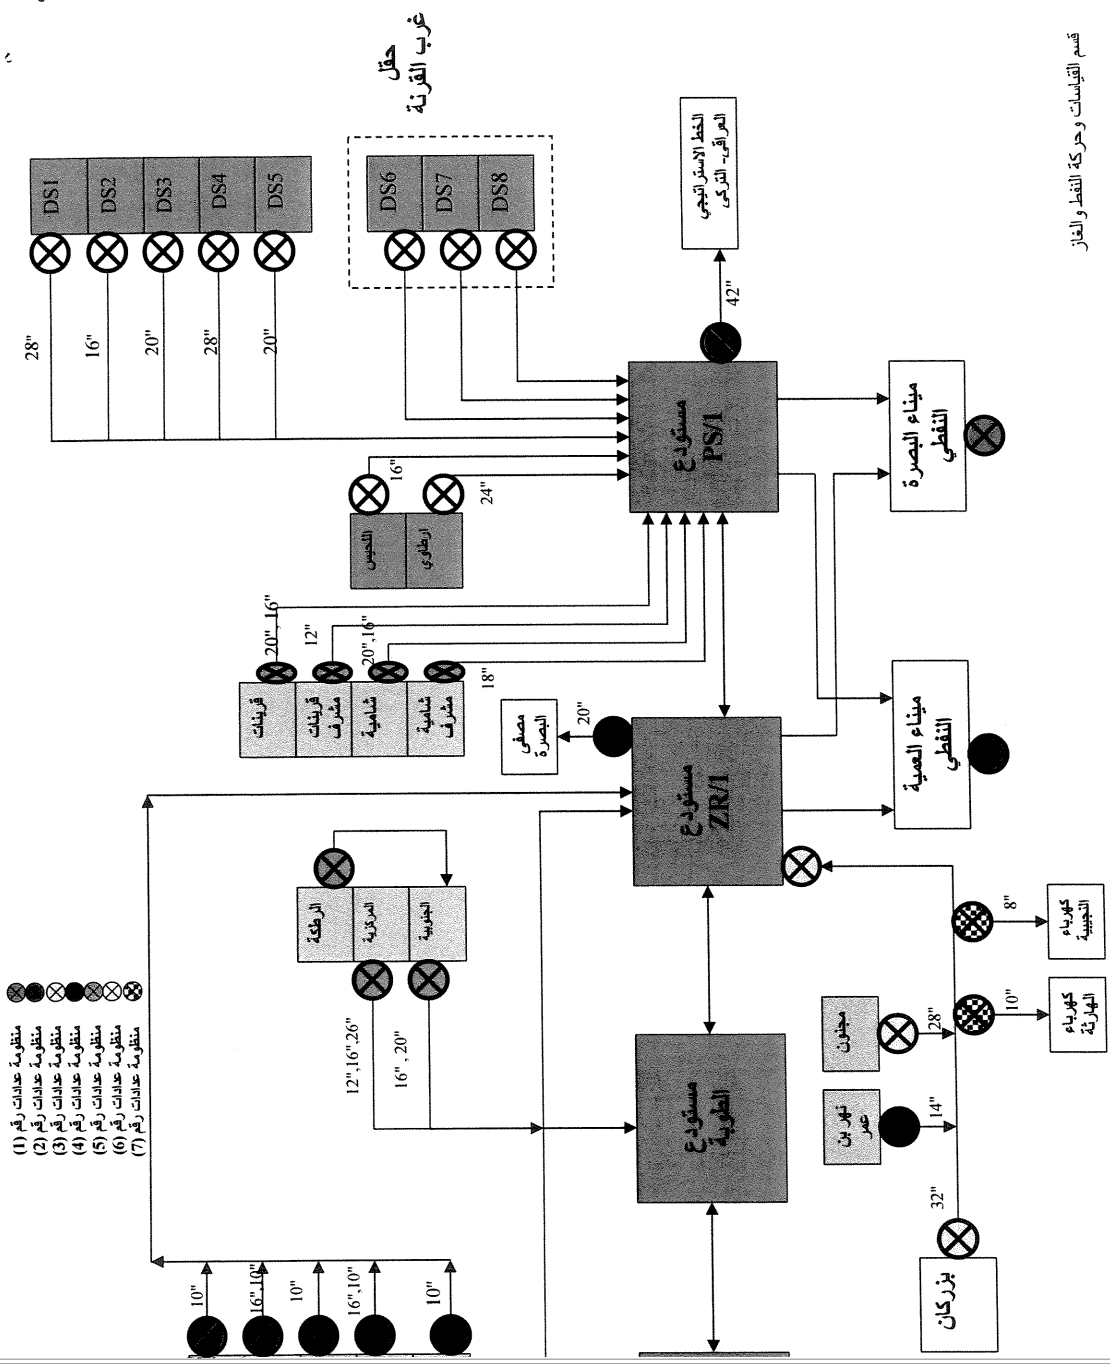 قسم القياسات وحركة النفط والغاز
حقل
غرب القرنة
DS1
DS2
DS3
DS4
DS5
DS6
DS7
DS8
28"
16"
20"
28"
20"
الخط الاستراتيجي
العراقي - التركي
42"
مستودع
PS/1
ميناء البصرة
النفطي
اللحيس
ارطاوي
16"
24"
قرينات
مشرف
قرينات
شامية
مشرف
شامية
20", 16"
12"
20",16"
18"
مصفى
البصرة
20"
مستودع
ZR/1
ميناء العمية
النفطي
الرطكة
المركزية
الجنوبية
12",16",26"
16" , 20"
مستودع
الطوبة
مجنون
28"
نهر بن
عمر
14"
بزركان
32"
كهرباء
النجيبية
8"
كهرباء
الهارثة
10"
10"
16",10"
10"
16",10"
10"
منظومة عدادات رقم (1)
منظومة عدادات رقم (2)
منظومة عدادات رقم (3)
منظومة عدادات رقم (4)
منظومة عدادات رقم (5)
منظومة عدادات رقم (6)
منظومة عدادات رقم (7)